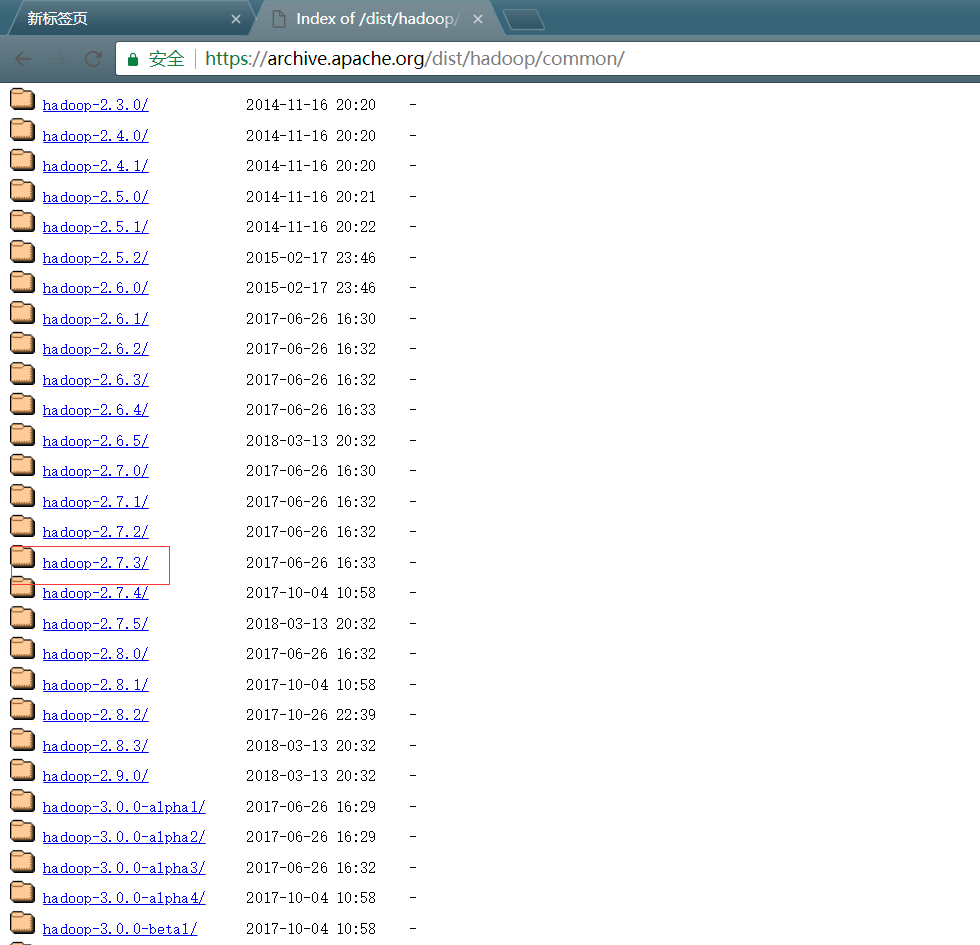 新标签页 × Index of /dist/hadoop/ ×
安全 https://archive.apache.org/dist/hadoop/common/
hadoop-2.3.0/ 2014-11-16 20:20 -
hadoop-2.4.0/ 2014-11-16 20:20 -
hadoop-2.4.1/ 2014-11-16 20:20 -
hadoop-2.5.0/ 2014-11-16 20:21 -
hadoop-2.5.1/ 2014-11-16 20:22 -
hadoop-2.5.2/ 2015-02-17 23:46 -
hadoop-2.6.0/ 2015-02-17 23:46 -
hadoop-2.6.1/ 2017-06-26 16:30 -
hadoop-2.6.2/ 2017-06-26 16:32 -
hadoop-2.6.3/ 2017-06-26 16:32 -
hadoop-2.6.4/ 2017-06-26 16:33 -
hadoop-2.6.5/ 2018-03-13 20:32 -
hadoop-2.7.0/ 2017-06-26 16:30 -
hadoop-2.7.1/ 2017-06-26 16:32 -
hadoop-2.7.2/ 2017-06-26 16:32 -
hadoop-2.7.3/ 2017-06-26 16:33 -
hadoop-2.7.4/ 2017-10-04 10:58 -
hadoop-2.7.5/ 2018-03-13 20:32 -
hadoop-2.8.0/ 2017-06-26 16:32 -
hadoop-2.8.1/ 2017-10-04 10:58 -
hadoop-2.8.2/ 2017-10-26 22:39 -
hadoop-2.8.3/ 2018-03-13 20:32 -
hadoop-2.9.0/ 2018-03-13 20:32 -
hadoop-3.0.0-alpha1/ 2017-06-26 16:29 -
hadoop-3.0.0-alpha2/ 2017-06-26 16:29 -
hadoop-3.0.0-alpha3/ 2017-06-26 16:32 -
hadoop-3.0.0-alpha4/ 2017-10-04 10:58 -
hadoop-3.0.0-beta1/ 2017-10-04 10:58 -